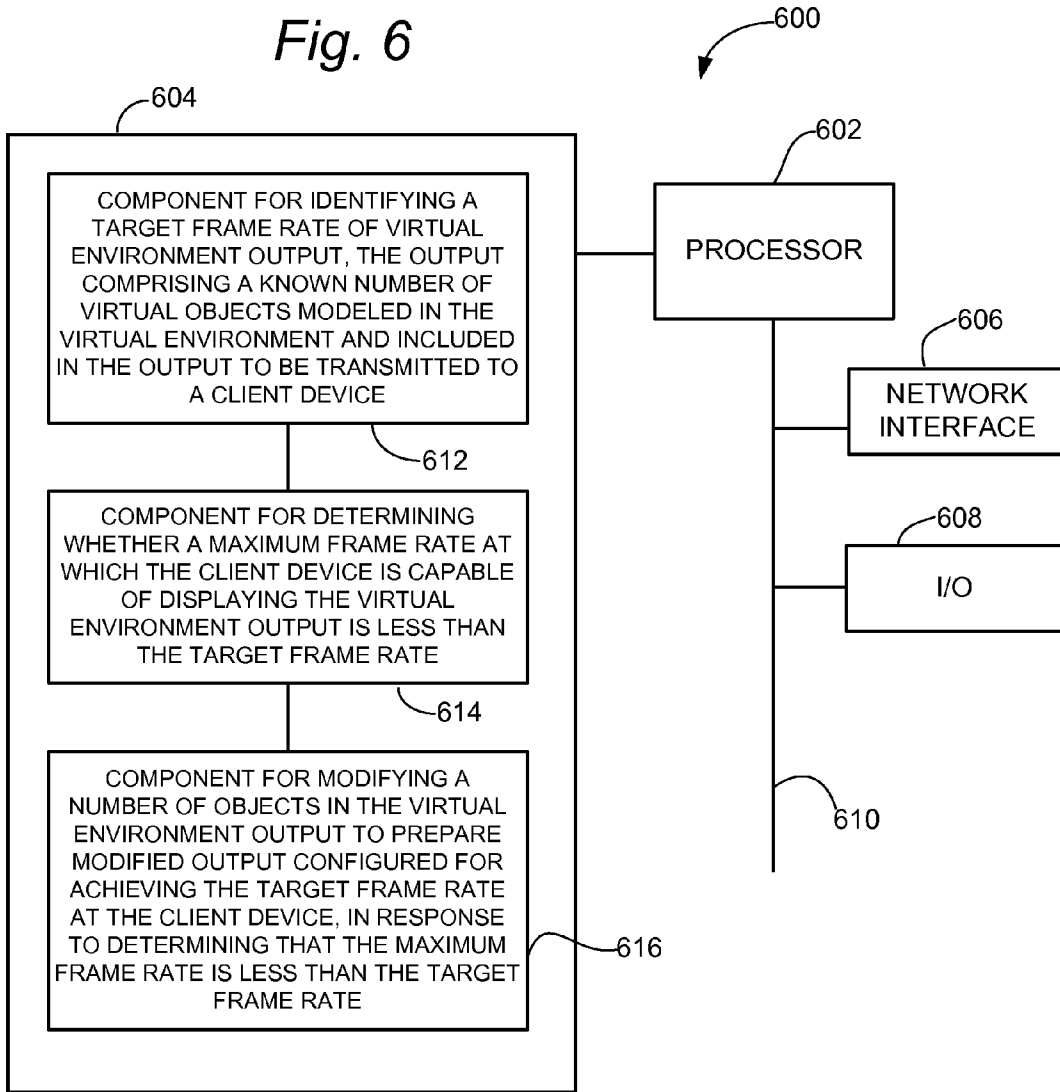 Fig. 6
600
604
602
COMPONENT FOR IDENTIFYING A
TARGET FRAME RATE OF VIRTUAL
ENVIRONMENT OUTPUT, THE OUTPUT
COMPRISING A KNOWN NUMBER OF
VIRTUAL OBJECTS MODELED IN THE
VIRTUAL ENVIRONMENT AND INCLUDED
IN THE OUTPUT TO BE TRANSMITTED TO
A CLIENT DEVICE
612
PROCESSOR
606
NETWORK
INTERFACE
COMPONENT FOR DETERMINING
WHETHER A MAXIMUM FRAME RATE AT
WHICH THE CLIENT DEVICE IS CAPABLE
OF DISPLAYING THE VIRTUAL
ENVIRONMENT OUTPUT IS LESS THAN
THE TARGET FRAME RATE
614
608
I/O
COMPONENT FOR MODIFYING A
NUMBER OF OBJECTS IN THE VIRTUAL
ENVIRONMENT OUTPUT TO PREPARE
MODIFIED OUTPUT CONFIGURED FOR
ACHIEVING THE TARGET FRAME RATE
AT THE CLIENT DEVICE, IN RESPONSE
TO DETERMINING THAT THE MAXIMUM
FRAME RATE IS LESS THAN THE TARGET
FRAME RATE
616
610